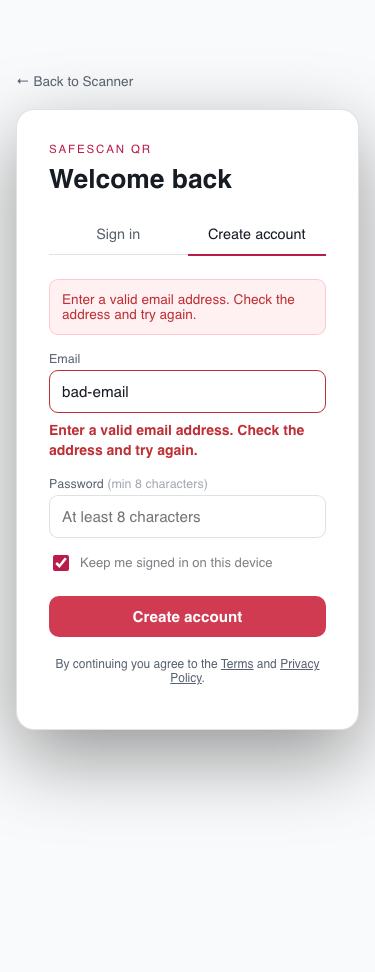 ← Back to Scanner
SAFESCAN QR
Welcome back
Sign in
Create account
Enter a valid email address. Check the
address and try again.
Email
bad-email
Enter a valid email address. Check the
address and try again.
Password (min 8 characters)
At least 8 characters
Keep me signed in on this device
Create account
By continuing you agree to the Terms and Privacy
Policy.